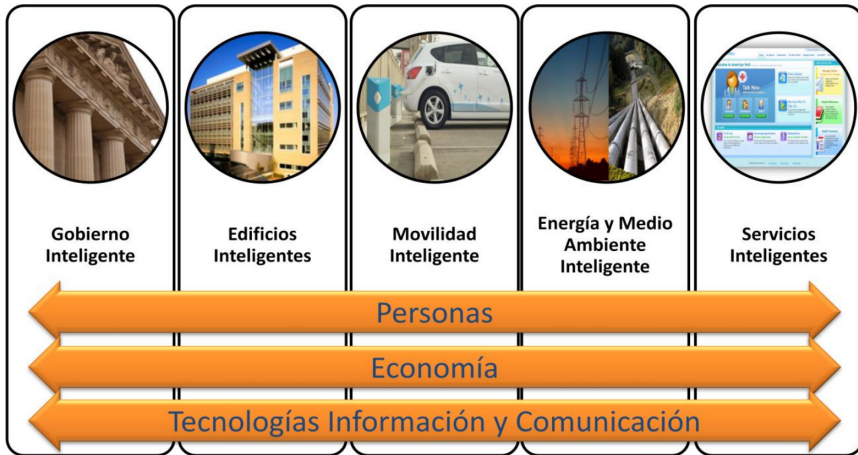 Gobierno
Inteligente
Edificios
Inteligentes
Movilidad
Inteligente
Energía y Medio
Ambiente
Inteligente
Servicios
Inteligentes
Personas
Economía
Tecnologías Información y Comunicación